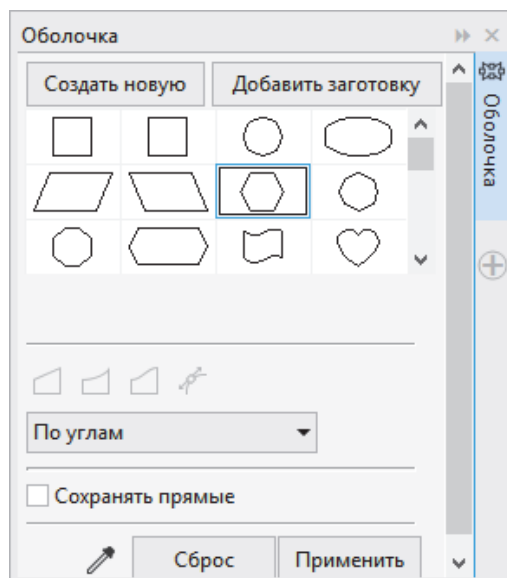 Оболочка
Создать новую
Добавить заготовку
Оболочка
По углам
Сохранять прямые
Сброс
Применить